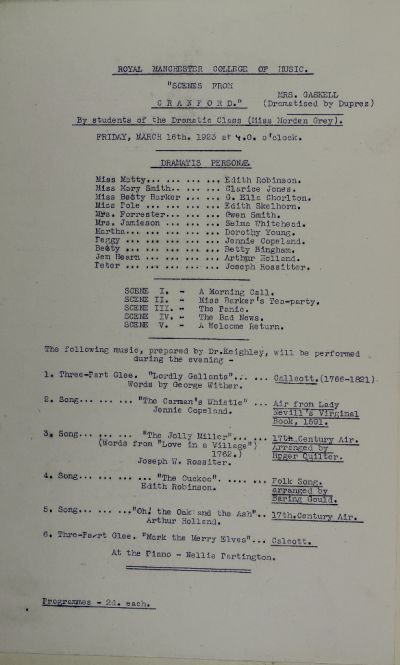 ROYAL MANCHESTER COLLEGE OF MUSIC.
"SCENES FROM
CRANFORD."
MRS. GASKELL
(Dramatised by Duprez)
By students of the Dramatic Class (Miss Norden Grey).
FRIDAY, MARCH 16th. 1923 at 4.0. o'clock.
DRAMATIS PERSONAE
Miss Matty... ... ... ... Edith Robinson.
Miss Mary Smith.. ... ... Clarice Jones.
Miss Betty Barker ... ... G. Ella Chorlton.
Miss Pole ... ... ... ... Edith Skelhorn.
Mrs. Forrester... ... ... Gwen Smith.
Mrs. Jamieson ... ... ... Selma Whitehead.
Martha... ... ... ... ... Dorothy Young.
Peggy ... ... ... ... ... Jennie Copeland.
Betty ... ... ... ... ... Betty Bingham.
Jem Hearn ... ... ... ... Arthur Holland.
Peter ... ... ... ... ... Joseph Rossitter.
SCENE I. - A Morning Call.
SCENE II. - Miss Barker's Tea-party.
SCENE III. - The Panic.
SCENE IV. - The Bad News.
SCENE V. - A Welcome Return.
The following music, prepared by Dr.Keighley, will be performed
during the evening -
1. Three-Part Glee. "Lordly Gallants"... ... Callcott.(1766-1821)
Words by George Wither.
2. Song... ... ... "The Carman's Whistle" ... Air from Lady
Jennie Copeland. Nevill's Virginal
Book, 1591.
3. Song... ... ... "The Jolly Miller"... ... 17th.Century Air.
(Words from "Love in a Village") Arranged by
1762.) Roger Quilter.
Joseph W. Rossiter.
4. Song... ... ... ... "The Cuckoo". ... ... Folk Song.
Edith Robinson. arranged by
Baring Gould.
5. Song... ... ..."Oh! the Oak and the Ash".. 17th.Century Air.
Arthur Holland.
6. Three-Part Glee. "Mark the Merry Elves"... Calcott.
At the Piano - Nellie Partington.
Programmes - 2d. each.